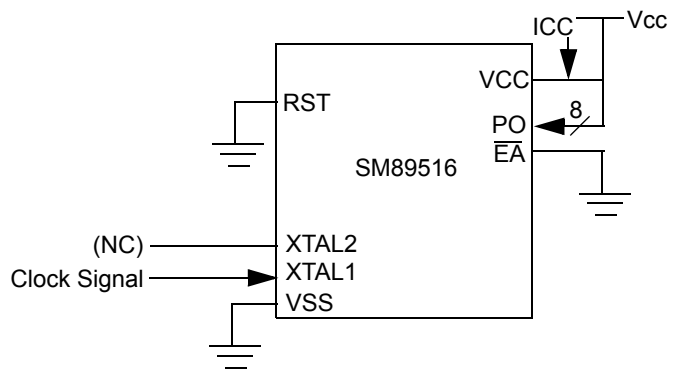 ICC
Vcc
VCC
RST
8
PO
EA
SM89516
(NC)
XTAL2
Clock Signal
XTAL1
VSS